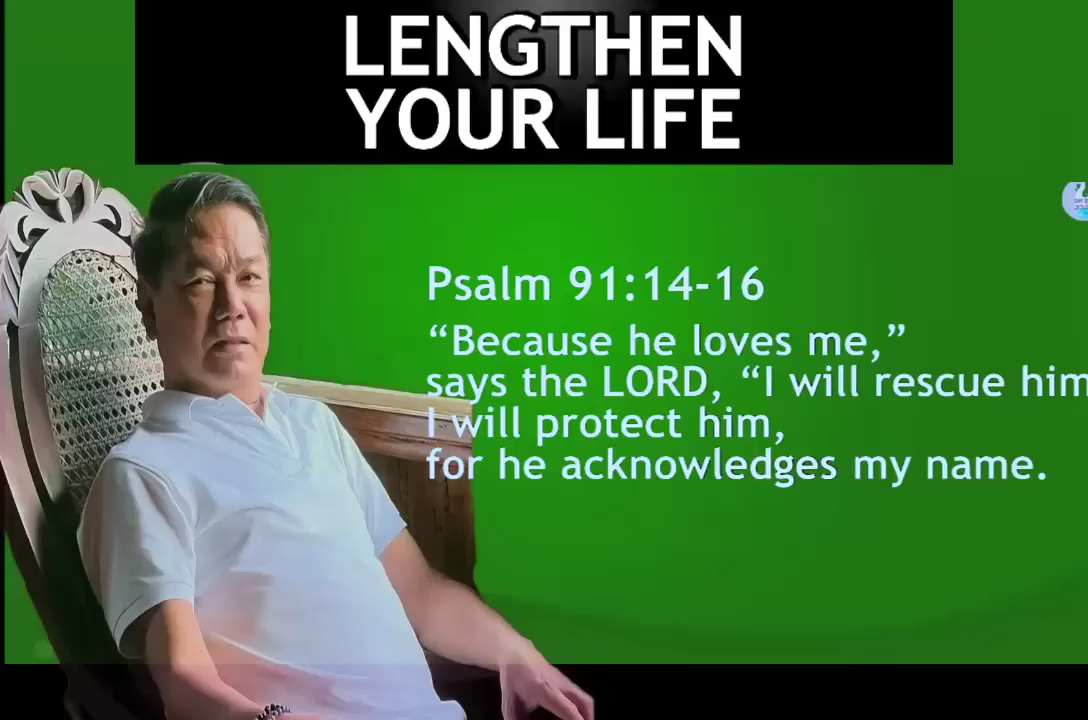 LENGTHEN
YOUR LIFE
Psalm 91:14-16
“Because he loves me,”
says the LORD, “I will rescue him
I will protect him,
for he acknowledges my name.